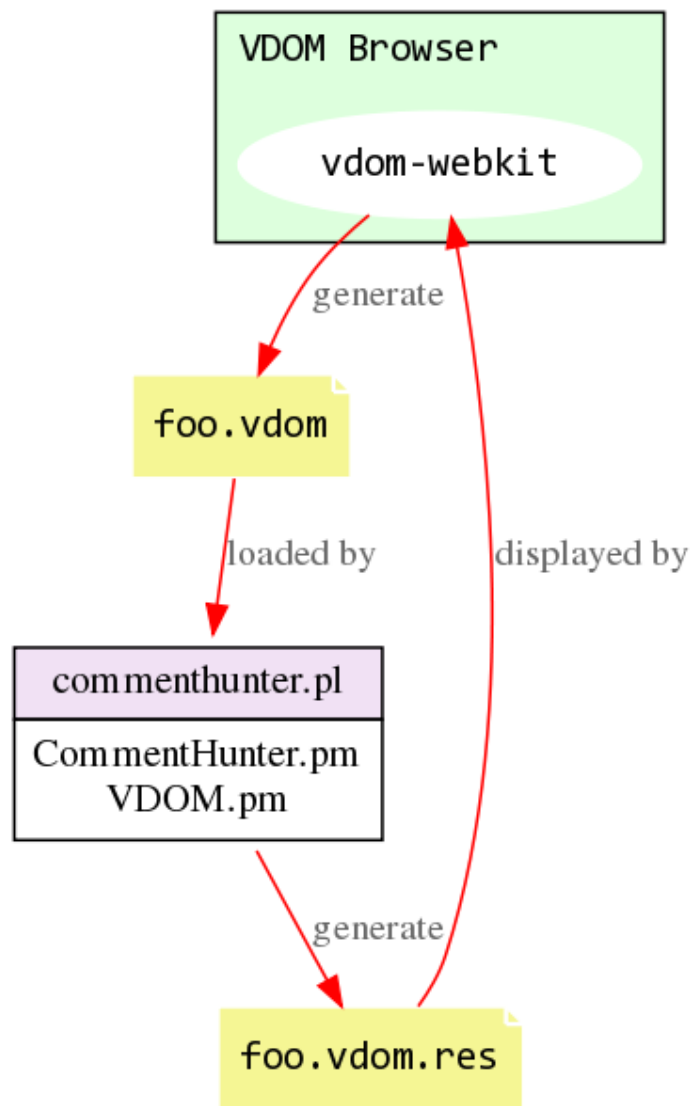 VDOM Browser
vdom-webkit
generate
foo.vdom
loaded by
displayed by
commenthunter.pl
CommentHunter.pm
VDOM.pm
generate
foo.vdom.res